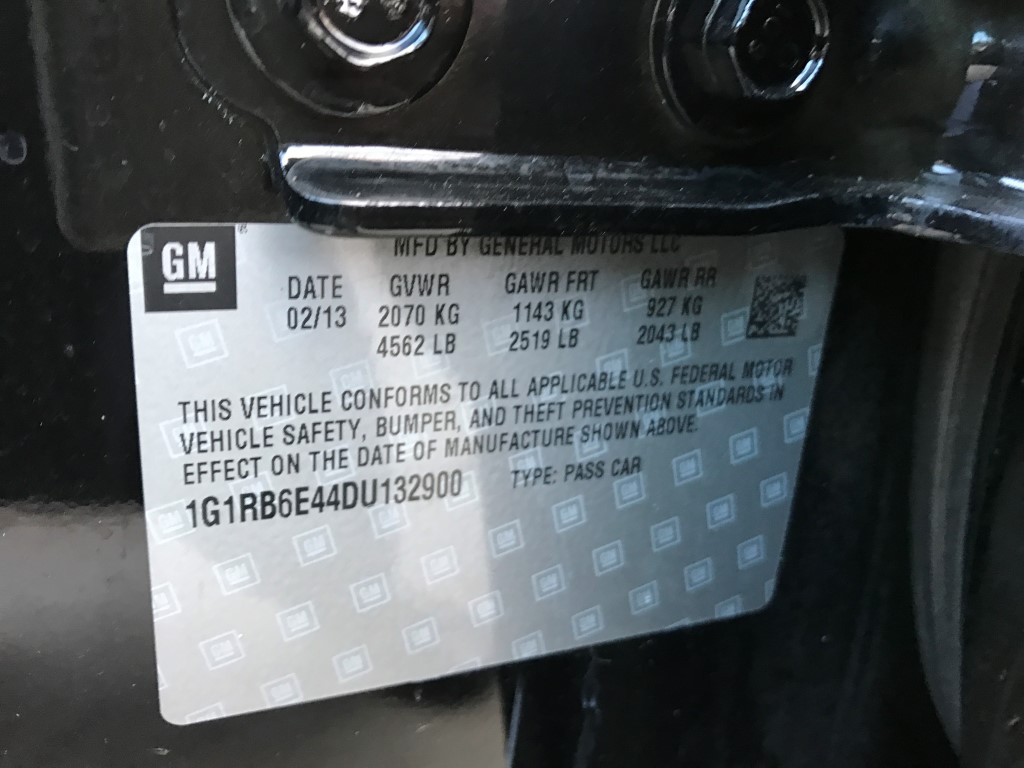 GM
MFD BY GENERAL MOTORS LLC
DATE GVWR GAWR FRT GAWR RR
02/13 2070 KG 1143 KG 927 KG
4562 LB 2519 LB 2043 LB
THIS VEHICLE CONFORMS TO ALL APPLICABLE U.S. FEDERAL MOTOR
VEHICLE SAFETY, BUMPER, AND THEFT PREVENTION STANDARDS IN
EFFECT ON THE DATE OF MANUFACTURE SHOWN ABOVE.
1G1RB6E44DU132900 TYPE: PASS CAR